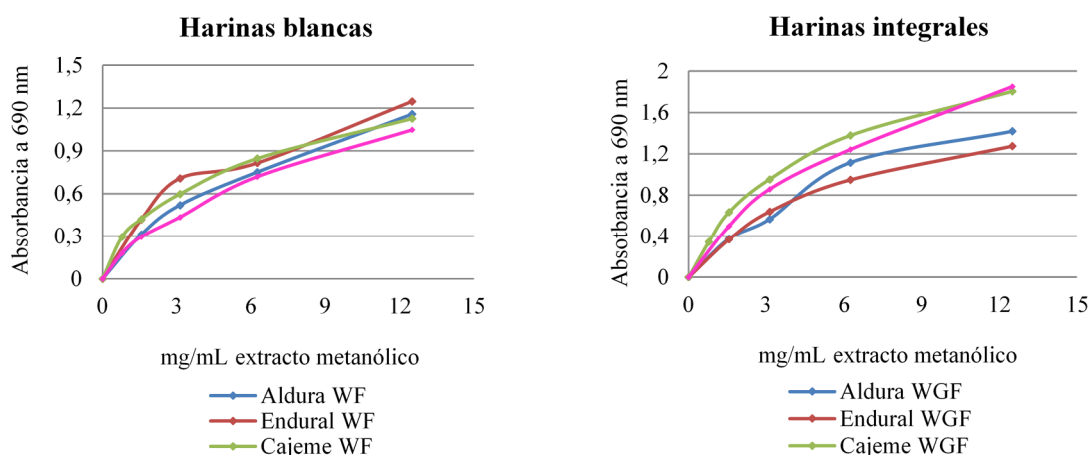 Harinas blancas
Absorbancia a 690 nm
1,5
1.2
0.9
0.6
0.3
0
0 3 6 9 12 15
mg/mL extracto metanólico
Aldura WF
Endural WF
Cajeme WF
Harinas integrales
Absotbancia a 690 nm
2
1.6
1.2
0.8
0.4
0
0 3 6 9 12 15
mg/mL extracto metanólico
Aldura WGF
Endural WGF
Cajeme WGF